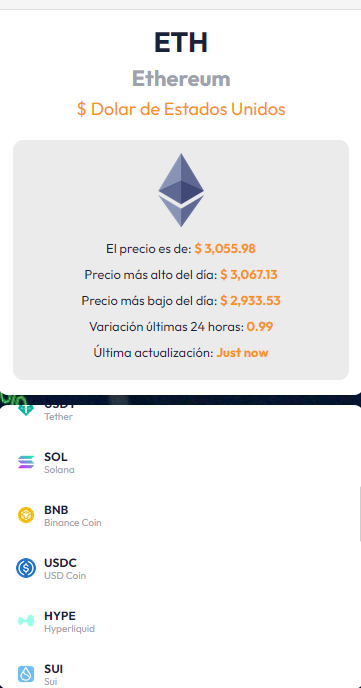 ETH
Ethereum
$ Dolar de Estados Unidos
El precio es de: $ 3,055.98
Precio más alto del día: $ 3,067.13
Precio más bajo del día: $ 2,933.53
Variación últimas 24 horas: 0.99
Última actualización: Just now
USDT
Tether
SOL
Solana
BNB
Binance Coin
USDC
USD Coin
HYPE
Hyperliquid
SUI
Sui